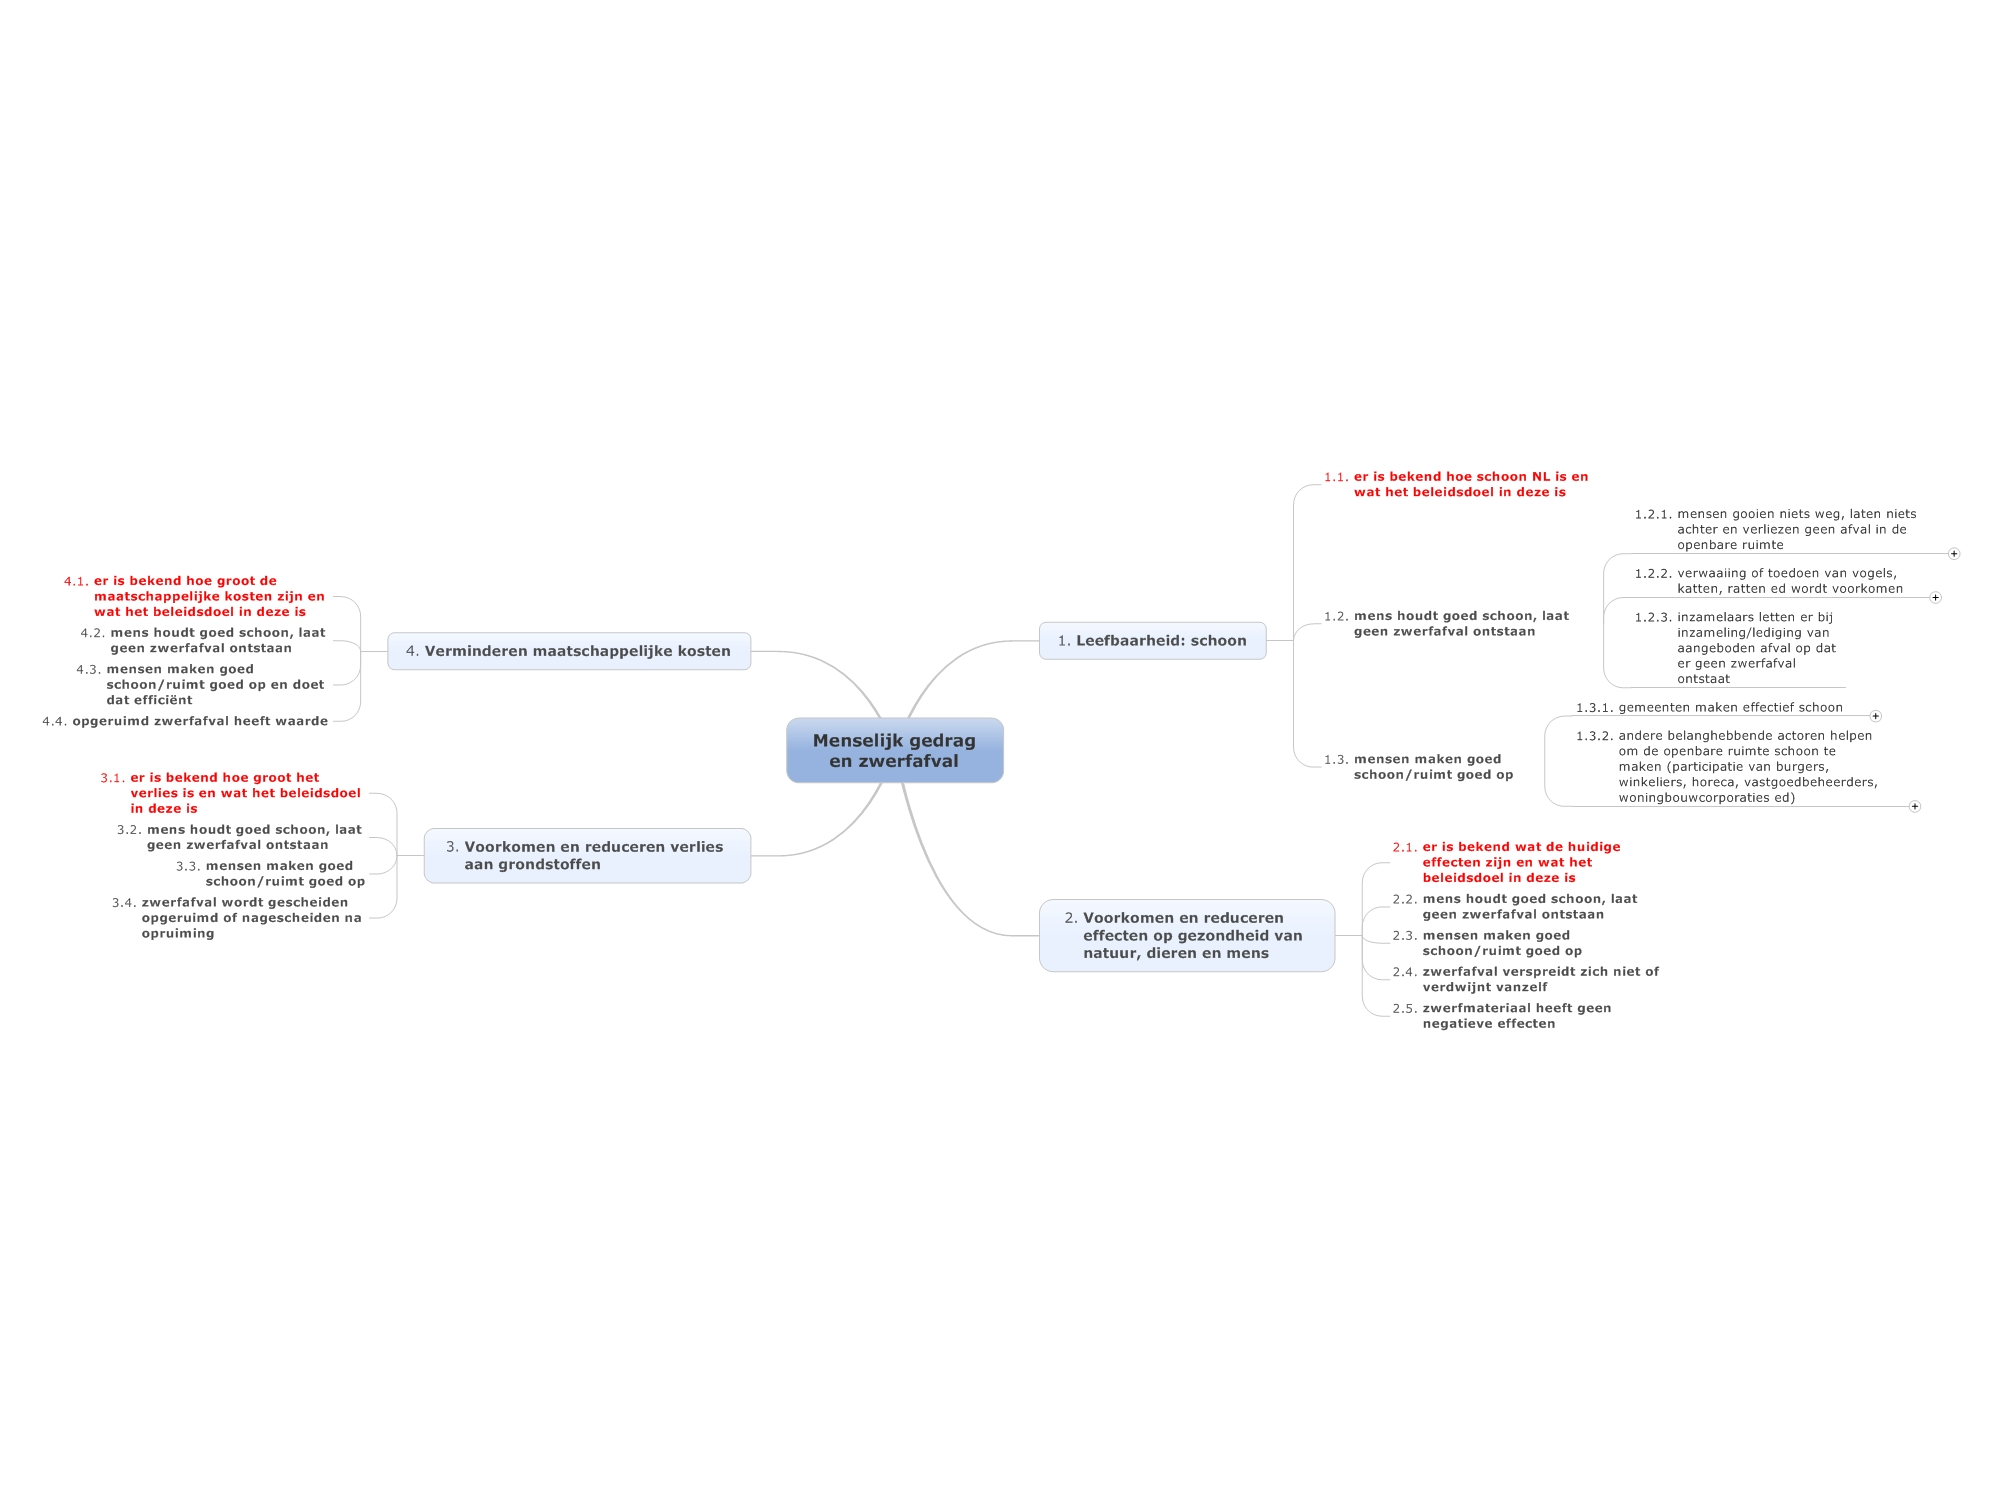 Menselijk gedrag
en zwerfafval
1. Leefbaarheid: schoon
1.1. er is bekend hoe schoon NL is en
wat het beleidsdoel in deze is
1.2. mens houdt goed schoon, laat
geen zwerfafval ontstaan
1.2.1. mensen gooien niets weg, laten niets
achter en verliezen geen afval in de
openbare ruimte
1.2.2. verwaaiing of toedoen van vogels,
katten, ratten ed wordt voorkomen
1.2.3. inzamelaars letten er bij
inzameling/lediging van
aangeboden afval op dat
er geen zwerfafval
ontstaat
1.3. mensen maken goed
schoon/ruimt goed op
1.3.1. gemeenten maken effectief schoon
1.3.2. andere belanghebbende actoren helpen
om de openbare ruimte schoon te
maken (participatie van burgers,
winkeliers, horeca, vastgoedbeheerders,
woningbouwcorporaties ed)
2. Voorkomen en reduceren
effecten op gezondheid van
natuur, dieren en mens
2.1. er is bekend wat de huidige
effecten zijn en wat het
beleidsdoel in deze is
2.2. mens houdt goed schoon, laat
geen zwerfafval ontstaan
2.3. mensen maken goed
schoon/ruimt goed op
2.4. zwerfafval verspreidt zich niet of
verdwijnt vanzelf
2.5. zwerfmateriaal heeft geen
negatieve effecten
3. Voorkomen en reduceren verlies
aan grondstoffen
3.1. er is bekend hoe groot het
verlies is en wat het beleidsdoel
in deze is
3.2. mens houdt goed schoon, laat
geen zwerfafval ontstaan
3.3. mensen maken goed
schoon/ruimt goed op
3.4. zwerfafval wordt gescheiden
opgeruimd of nagescheiden na
opruiming
4. Verminderen maatschappelijke kosten
4.1. er is bekend hoe groot de
maatschappelijke kosten zijn en
wat het beleidsdoel in deze is
4.2. mens houdt goed schoon, laat
geen zwerfafval ontstaan
4.3. mensen maken goed
schoon/ruimt goed op en doet
dat efficiënt
4.4. opgeruimd zwerfafval heeft waarde